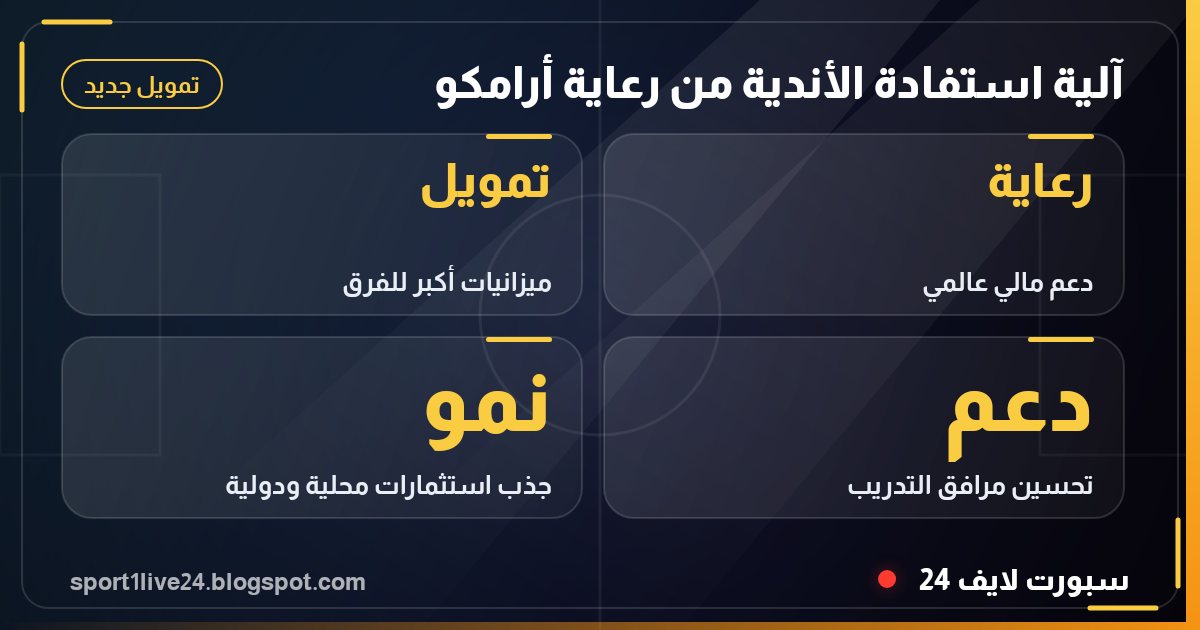 آلية استفادة الأندية من رعاية أرامكو
تمويل جديد
رعاية
دعم مالي عالمي
تمويل
ميزانيات أكبر للفرق
دعم
تحسين مرافق التدريب
نمو
جذب استثمارات محلية ودولية
سبورت لايف 24
sport1live24.blogspot.com